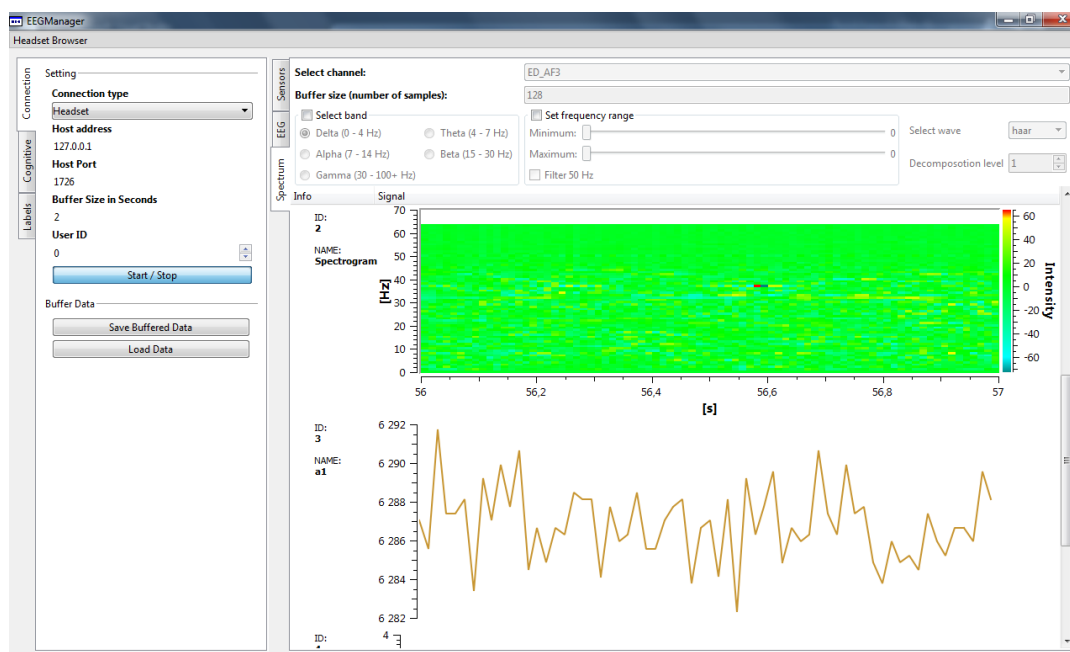 EEGManager
Headset Browser
Connection
Cognitive
Labels
Setting
Connection type
Headset
Host address
127.0.0.1
Host Port
1726
Buffer Size in Seconds
2
User ID
0
Start / Stop
Buffer Data
Save Buffered Data
Load Data
Sensors
EEG
Spectrum
Select channel: ED_AF3
Buffer size (number of samples): 128
Select band
Delta (0 - 4 Hz) Theta (4 - 7 Hz)
Alpha (7 - 14 Hz) Beta (15 - 30 Hz)
Gamma (30 - 100+ Hz)
Set frequency range
Minimum: 0
Maximum: 0
Filter 50 Hz
Select wave haar
Decomposotion level 1
Info Signal
ID:
2
NAME:
Spectrogram
70
60
50
40
30
20
10
0
[Hz]
56 56,2 56,4 56,6 56,8 57
[s]
60
40
20
0
-20
-40
-60
Intensity
ID:
3
NAME:
a1
6 292
6 290
6 288
6 286
6 284
6 282
ID:
4